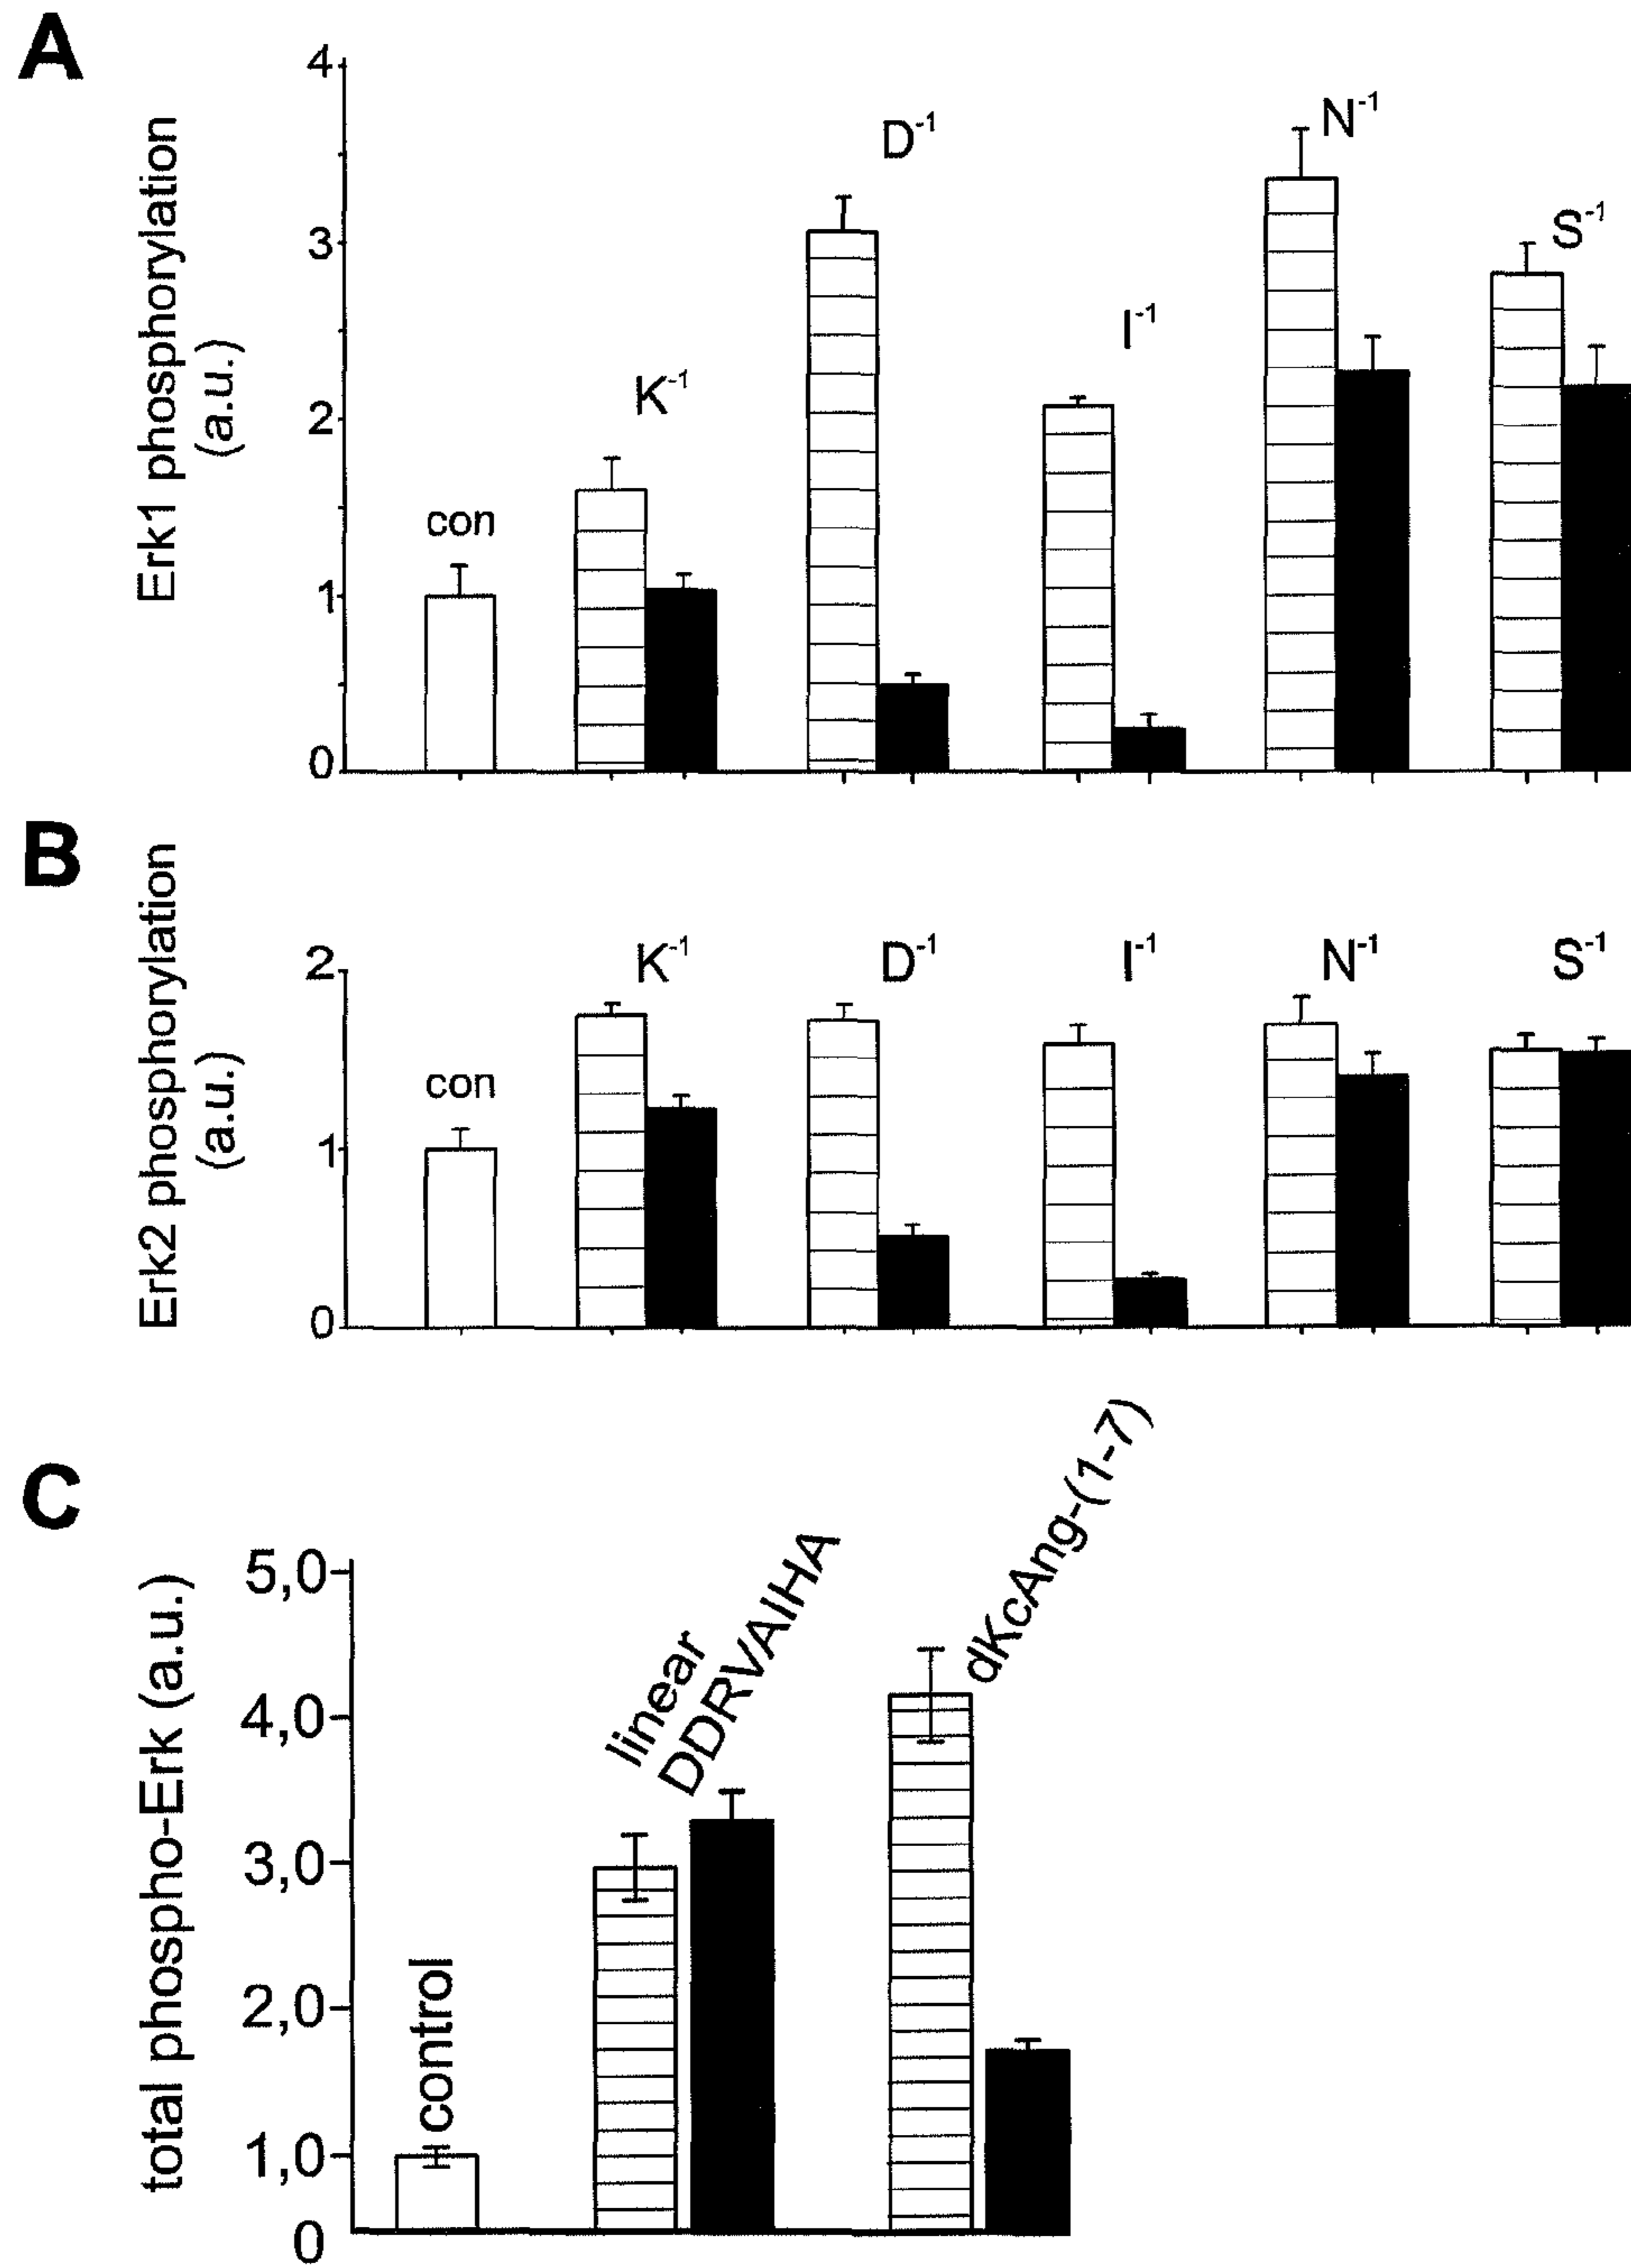 A
Erk1 phosphorylation
(a.u.)
4
3
2
1
0
con
K-1
D-1
I-1
N-1
S-1
B
Erk2 phosphorylation
(a.u.)
2
1
0
con
K-1
D-1
I-1
N-1
S-1
C
total phospho-Erk (a.u.)
5,0
4,0
3,0
2,0
1,0
0
control
linear
DDRVAIHA
dKcAng-(1-7)